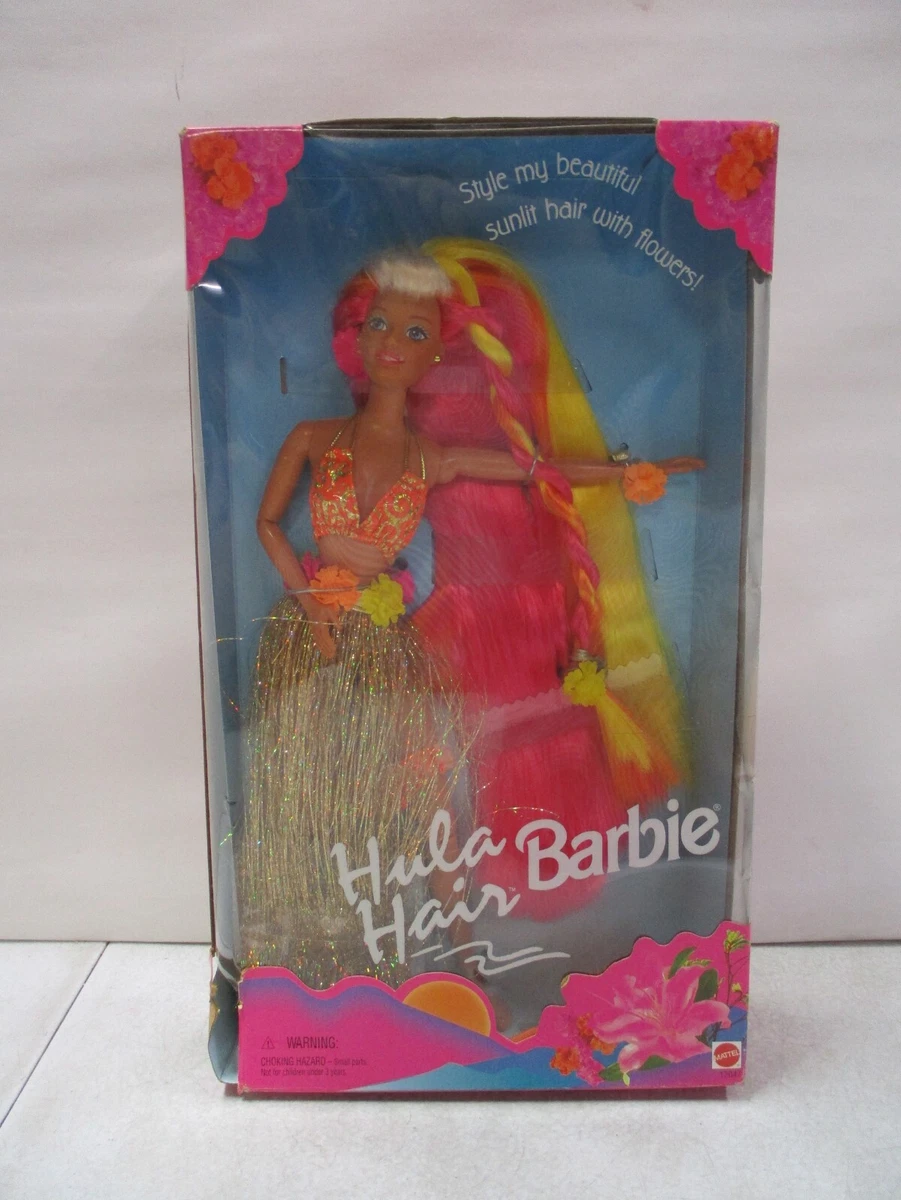 Style my beautiful
sunlit hair with flowers!
Hula
Hair™ Barbie®
⚠ WARNING:
CHOKING HAZARD – Small parts.
Not for children under 3 years.
MATTEL